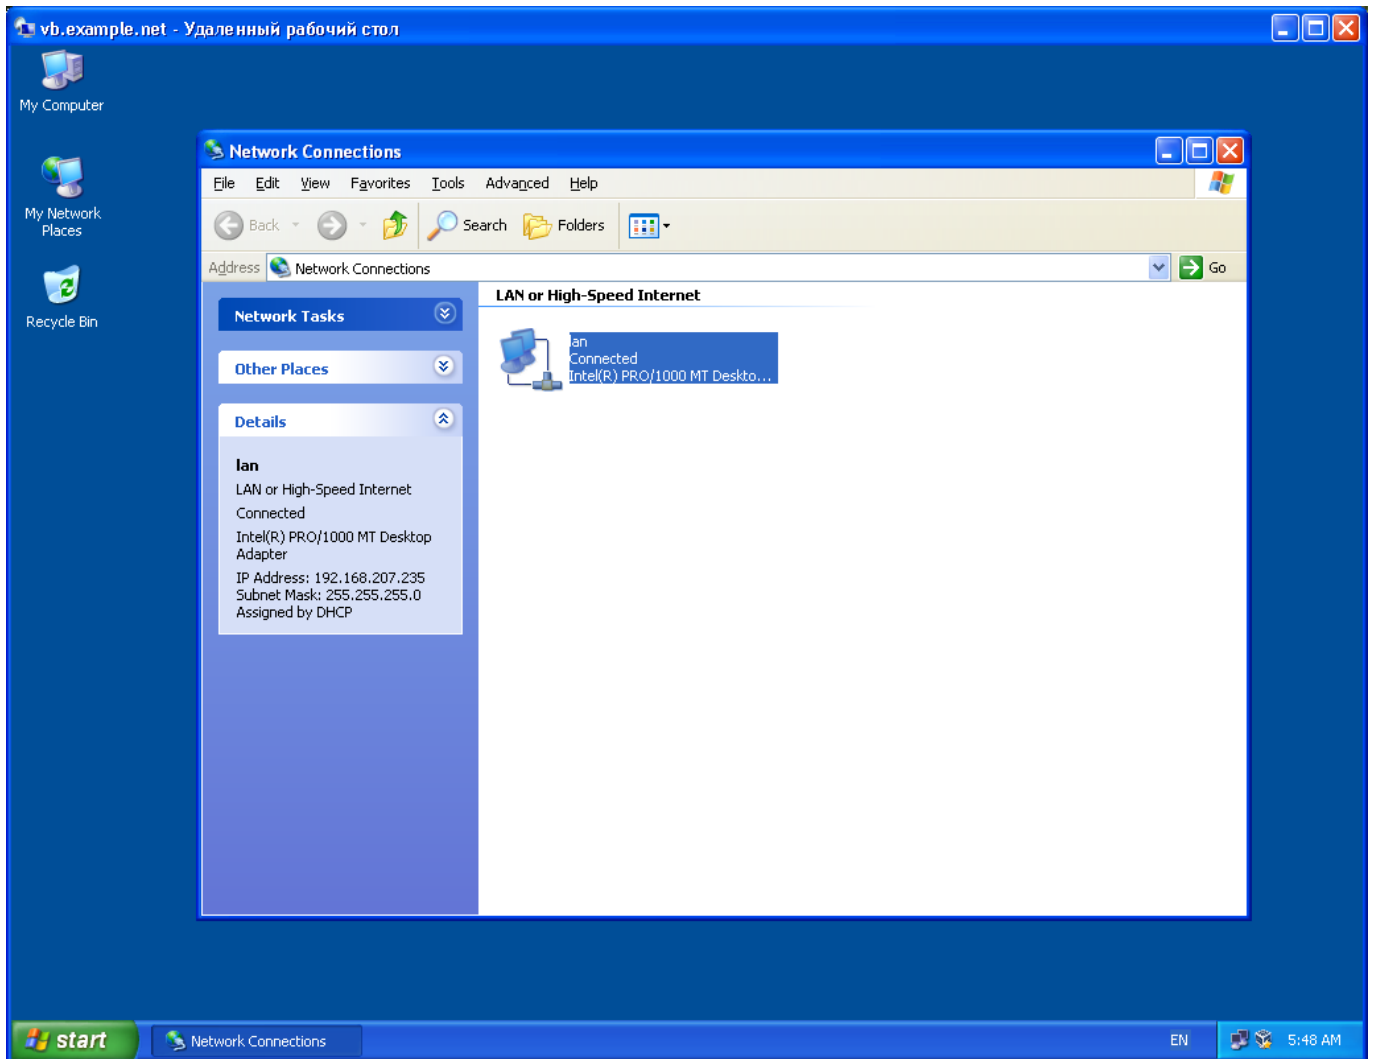 vb.example.net - Удаленный рабочий стол
My Computer
My Network
Places
Recycle Bin
Network Connections
File Edit View Favorites Tools Advanced Help
Back Search Folders
Address Network Connections Go
Network Tasks
Other Places
Details
lan
LAN or High-Speed Internet
Connected
Intel(R) PRO/1000 MT Desktop
Adapter
IP Address: 192.168.207.235
Subnet Mask: 255.255.255.0
Assigned by DHCP
LAN or High-Speed Internet
lan
Connected
Intel(R) PRO/1000 MT Deskto...
start Network Connections EN 5:48 AM